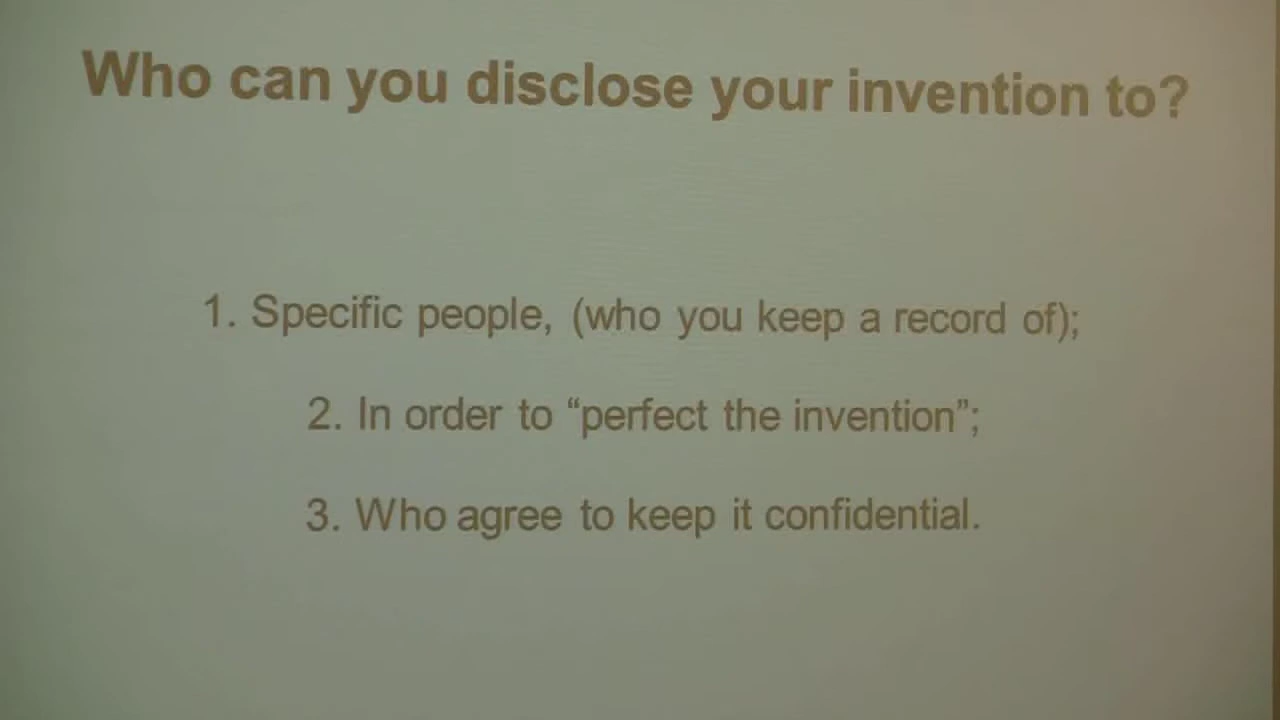 Who can you disclose your invention to?
1. Specific people, (who you keep a record of);
2. In order to “perfect the invention”;
3. Who agree to keep it confidential.